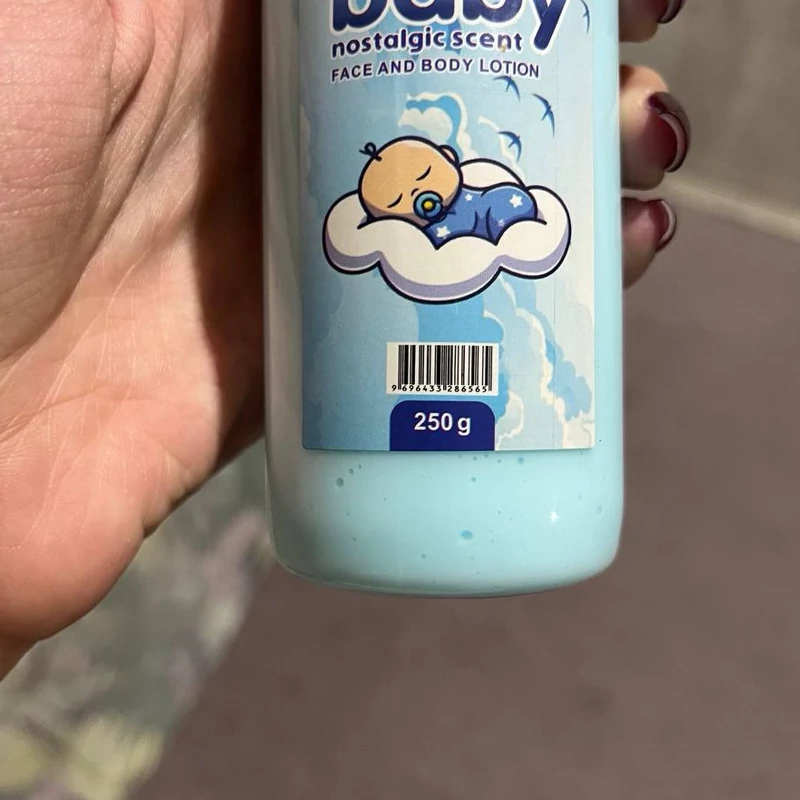 baby
nostalgic scent
FACE AND BODY LOTION
9 696433 286565
250 g